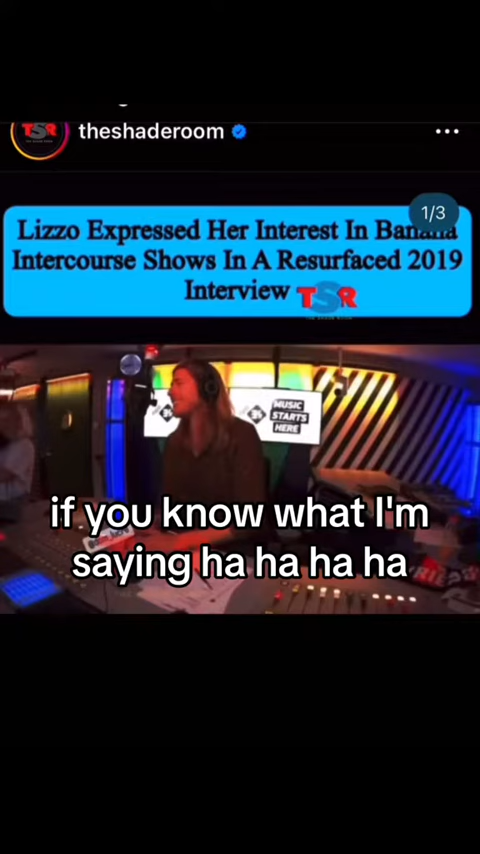 TSR
theshaderoom
1/3
Lizzo Expressed Her Interest In Banana
Intercourse Shows In A Resurfaced 2019
Interview TSR
MUSIC
STARTS
HERE
if you know what I'm
saying ha ha ha ha